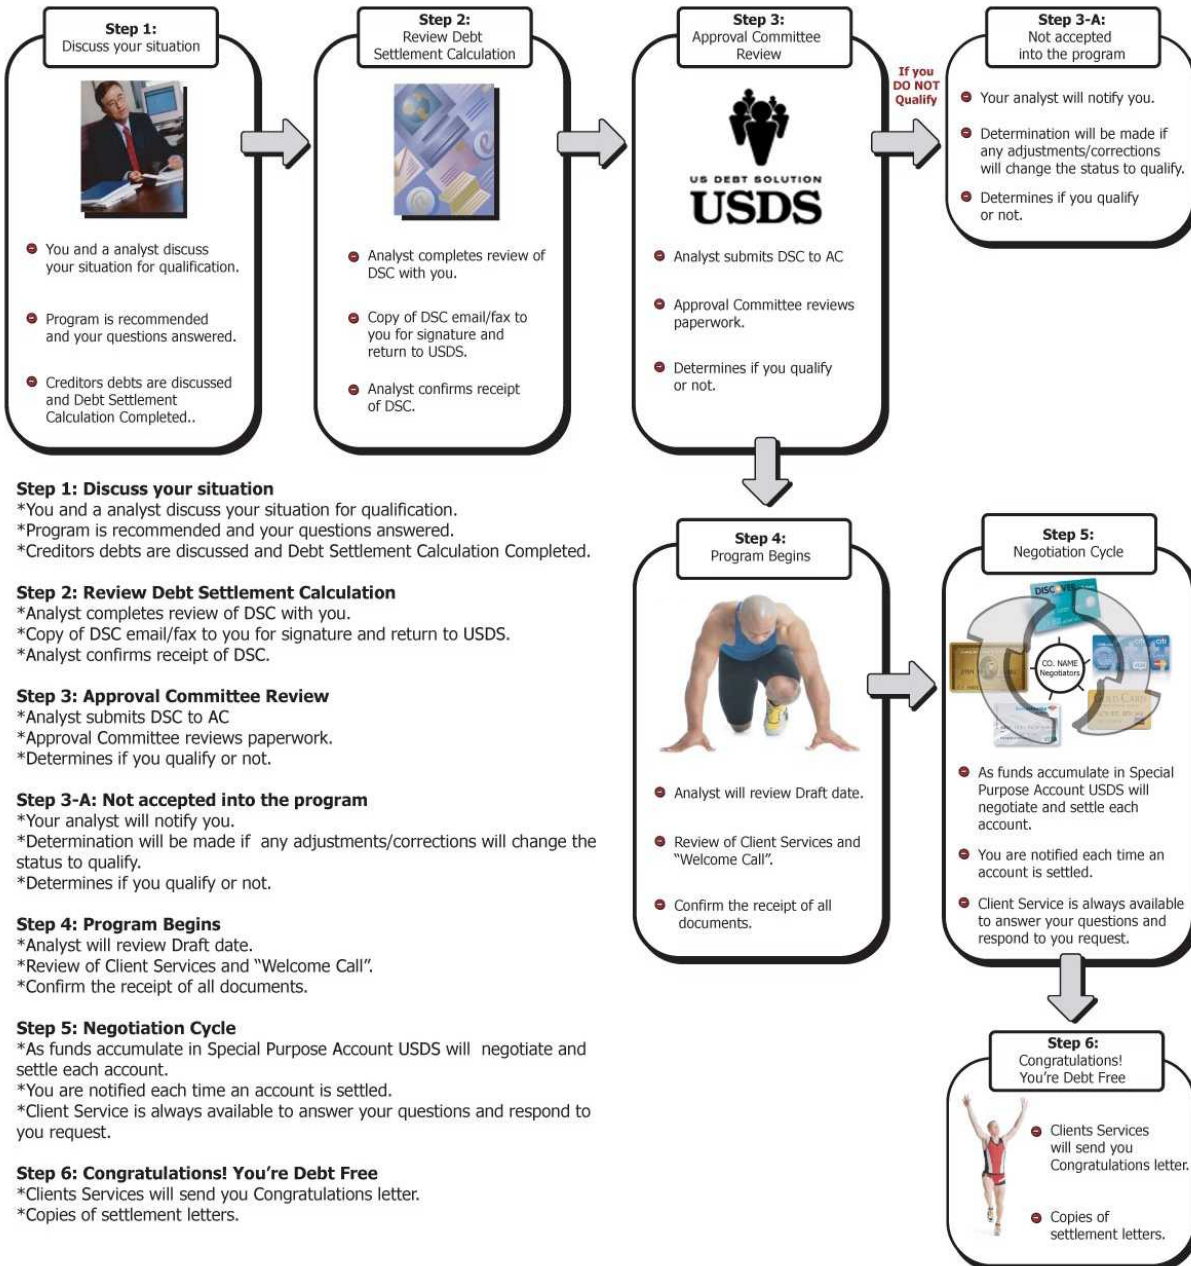 Step 1:
Discuss your situation
You and a analyst discuss
your situation for qualification.
Program is recommended
and your questions answered.
Creditors debts are discussed
and Debt Settlement
Calculation Completed..
Step 2:
Review Debt
Settlement Calculation
Analyst completes review of
DSC with you.
Copy of DSC email/fax to
you for signature and
return to USDS.
Analyst confirms receipt
of DSC.
Step 3:
Approval Committee
Review
US DEBT SOLUTION
USDS
Analyst submits DSC to AC
Approval Committee reviews
paperwork.
Determines if you qualify
or not.
If you
DO NOT
Qualify
Step 3-A:
Not accepted
into the program
Your analyst will notify you.
Determination will be made if
any adjustments/corrections
will change the status to qualify.
Determines if you qualify
or not.
Step 1: Discuss your situation
*You and a analyst discuss your situation for qualification.
*Program is recommended and your questions answered.
*Creditors debts are discussed and Debt Settlement Calculation Completed.
Step 2: Review Debt Settlement Calculation
*Analyst completes review of DSC with you.
*Copy of DSC email/fax to you for signature and return to USDS.
*Analyst confirms receipt of DSC.
Step 3: Approval Committee Review
*Analyst submits DSC to AC
*Approval Committee reviews paperwork.
*Determines if you qualify or not.
Step 3-A: Not accepted into the program
*Your analyst will notify you.
*Determination will be made if any adjustments/corrections will change the
status to qualify.
*Determines if you qualify or not.
Step 4: Program Begins
*Analyst will review Draft date.
*Review of Client Services and “Welcome Call”.
*Confirm the receipt of all documents.
Step 5: Negotiation Cycle
*As funds accumulate in Special Purpose Account USDS will negotiate and
settle each account.
*You are notified each time an account is settled.
*Client Service is always available to answer your questions and respond to
you request.
Step 6: Congratulations! You’re Debt Free
*Clients Services will send you Congratulations letter.
*Copies of settlement letters.
Step 4:
Program Begins
Analyst will review Draft date.
Review of Client Services and
“Welcome Call”.
Confirm the receipt of all
documents.
Step 5:
Negotiation Cycle
DISCOVER
citi
CO. NAME
Negotiators
GOLD CARD
As funds accumulate in Special
Purpose Account USDS will
negotiate and settle each
account.
You are notified each time an
account is settled.
Client Service is always available
to answer your questions and
respond to you request.
Step 6:
Congratulations!
You’re Debt Free
Clients Services
will send you
Congratulations letter.
Copies of
settlement letters.